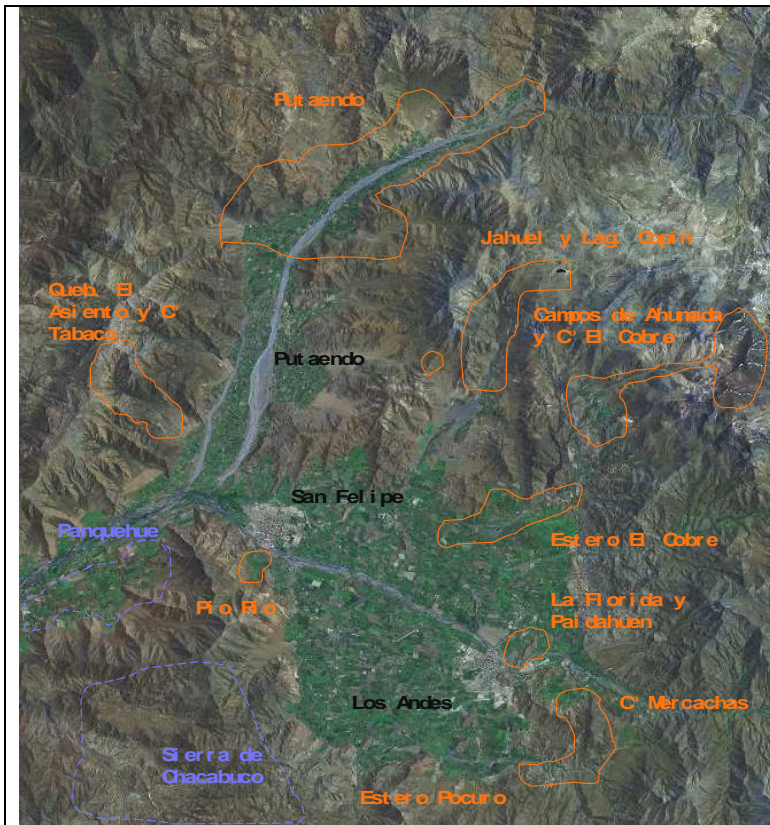 Putaendo
Jahuel y Lag. Copín
Queb. El
Asiento y C°
Tabaco
Campos de Ahumada
y C° El Cobre
Putaendo
San Felipe
Panquehue
Estero El Cobre
La Florida y
Paidahuen
Pio Rio
Los Andes
C° Mercachas
Sierra de
Chacabuco
Estero Pocuro